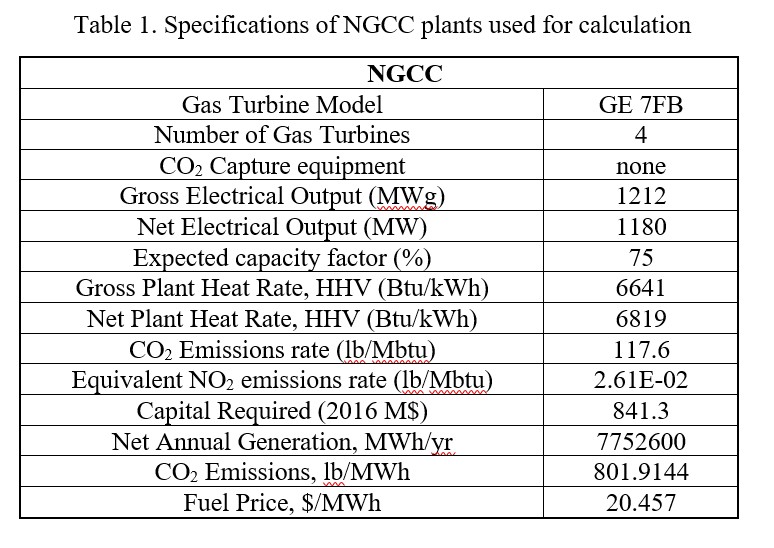 Table 1. Specifications of NGCC plants used for calculation
NGCC
Gas Turbine Model GE 7FB
Number of Gas Turbines 4
CO₂ Capture equipment none
Gross Electrical Output (MWg) 1212
Net Electrical Output (MW) 1180
Expected capacity factor (%) 75
Gross Plant Heat Rate, HHV (Btu/kWh) 6641
Net Plant Heat Rate, HHV (Btu/kWh) 6819
CO₂ Emissions rate (lb/Mbtu) 117.6
Equivalent NO₂ emissions rate (lb/Mbtu) 2.61E-02
Capital Required (2016 M$) 841.3
Net Annual Generation, MWh/yr 7752600
CO₂ Emissions, lb/MWh 801.9144
Fuel Price, $/MWh 20.457